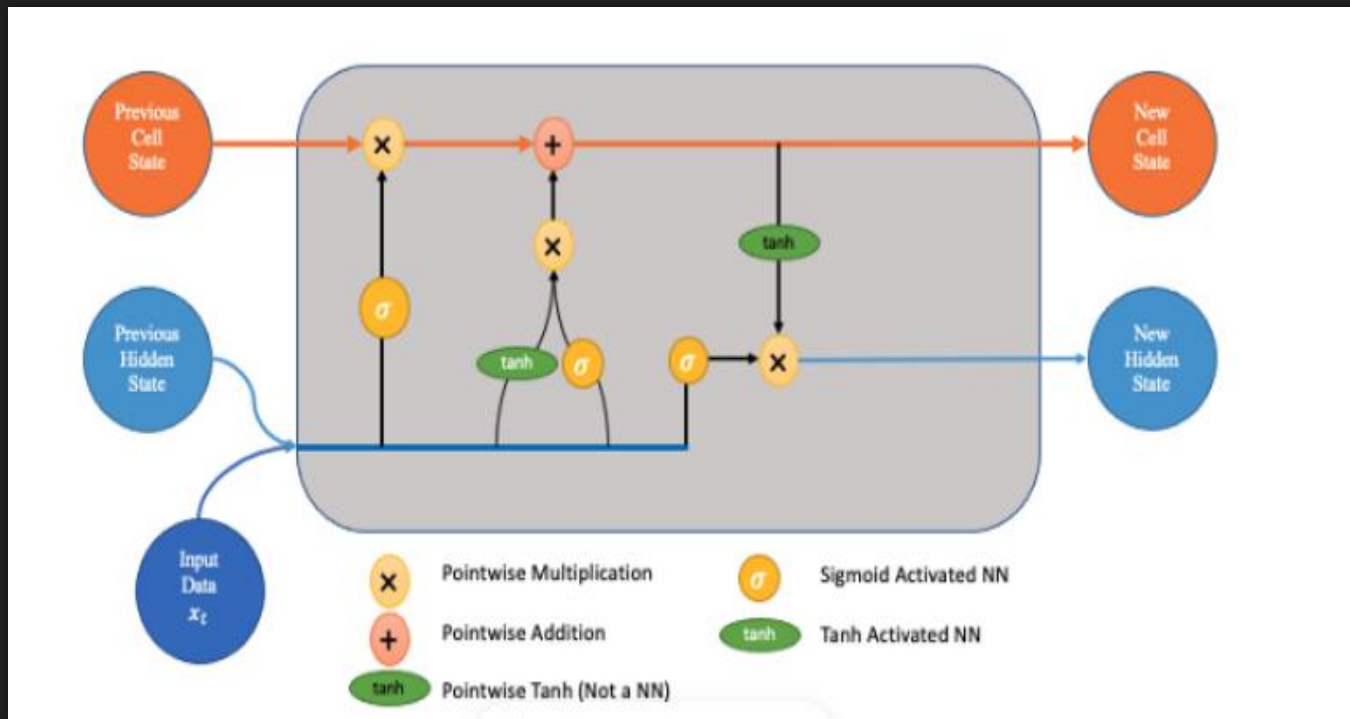 Previous
Cell
State
×
+
New
Cell
State
×
tanh
σ
Previous
Hidden
State
tanh
σ
σ
×
New
Hidden
State
Input
Data
xₜ
×
Pointwise Multiplication
σ
Sigmoid Activated NN
+
Pointwise Addition
tanh
Tanh Activated NN
tanh
Pointwise Tanh (Not a NN)